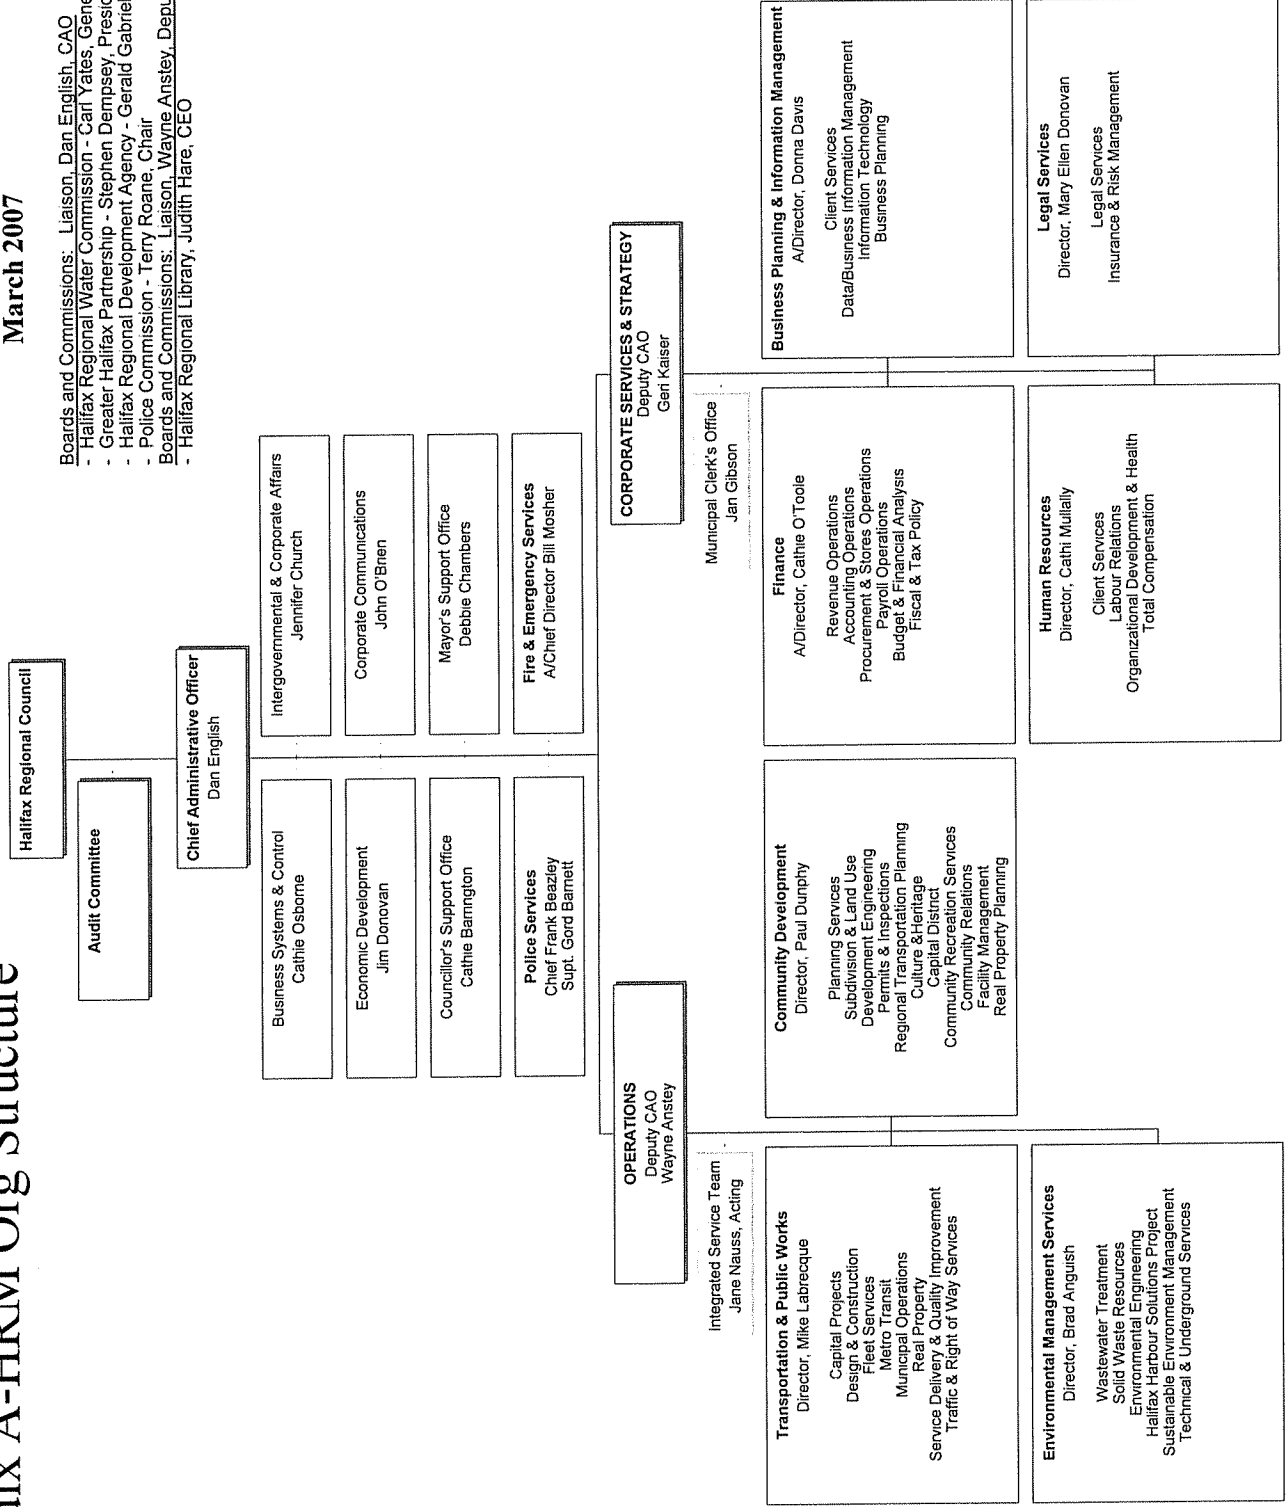 A-HRM Org Structure
March 2007
Boards and Commissions: Liaison, Dan English, CAO
- Halifax Regional Water Commission - Carl Yates,
- Greater Halifax Partnership - Stephen Dempsey,
- Halifax Regional Development Agency - Gerald
- Police Commission - Terry Roane, Chair
Boards and Commissions: Liaison, Wayne Anstey,
- Halifax Regional Library, Judith Hare, CEO
Halifax Regional Council
Audit Committee
Chief Administrative Officer
Dan English
Business Systems & Control
Cathie Osborne
Intergovernmental & Corporate Affairs
Jennifer Church
Economic Development
Jim Donovan
Corporate Communications
John O'Brien
Councillor's Support Office
Cathie Barrington
Mayor's Support Office
Debbie Chambers
Police Services
Chief Frank Beazley
Supt. Gord Barnett
Fire & Emergency Services
A/Chief Director Bill Mosher
OPERATIONS
Deputy CAO
Wayne Anstey
CORPORATE SERVICES & STRATEGY
Deputy CAO
Geri Kaiser
Integrated Service Team
Jane Nauss, Acting
Municipal Clerk's Office
Jan Gibson
Transportation & Public Works
Director, Mike Labrecque
Capital Projects
Design & Construction
Fleet Services
Metro Transit
Municipal Operations
Real Property
Service Delivery & Quality Improvement
Traffic & Right of Way Services
Community Development
Director, Paul Dunphy
Planning Services
Subdivision & Land Use
Development Engineering
Permits & Inspections
Regional Transportation Planning
Culture &Heritage
Capital District
Community Recreation Services
Community Relations
Facility Management
Real Property Planning
Finance
A/Director, Cathie O'Toole
Revenue Operations
Accounting Operations
Procurement & Stores Operations
Payroll Operations
Budget & Financial Analysis
Fiscal & Tax Policy
Business Planning & Information Management
A/Director, Donna Davis
Client Services
Data/Business Information Management
Information Technology
Business Planning
Environmental Management Services
Director, Brad Anguish
Wastewater Treatment
Solid Waste Resources
Environmental Engineering
Halifax Harbour Solutions Project
Sustainable Environment Management
Technical & Underground Services
Human Resources
Director, Cathi Mullally
Client Services
Labour Relations
Organizational Development & Health
Total Compensation
Legal Services
Director, Mary Ellen Donovan
Legal Services
Insurance & Risk Management